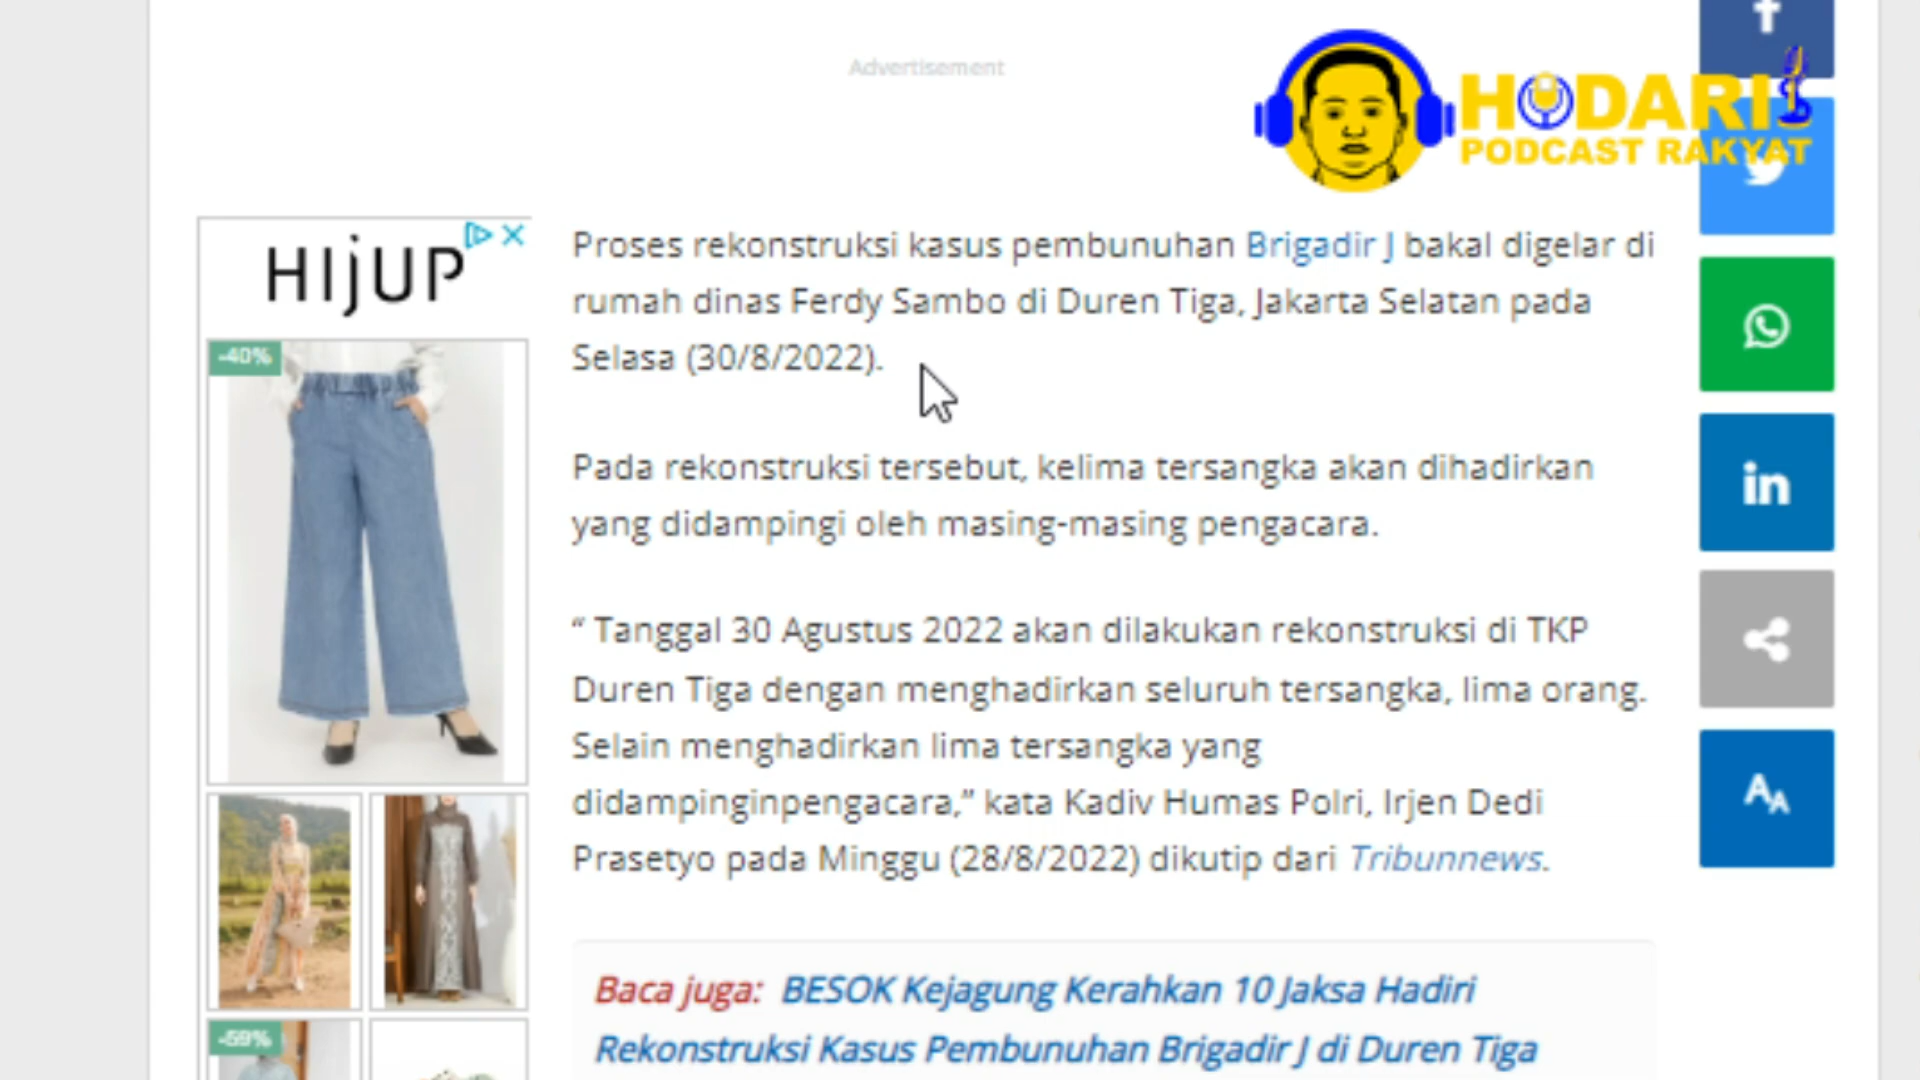 Advertisement
HODARI
PODCAST RAKYAT
HIJUP
-40%
Proses rekonstruksi kasus pembunuhan Brigadir J bakal digelar di
rumah dinas Ferdy Sambo di Duren Tiga, Jakarta Selatan pada
Selasa (30/8/2022).
Pada rekonstruksi tersebut, kelima tersangka akan dihadirkan
yang didampingi oleh masing-masing pengacara.
“ Tanggal 30 Agustus 2022 akan dilakukan rekonstruksi di TKP
Duren Tiga dengan menghadirkan seluruh tersangka, lima orang.
Selain menghadirkan lima tersangka yang
didampinginpengacara,” kata Kadiv Humas Polri, Irjen Dedi
Prasetyo pada Minggu (28/8/2022) dikutip dari Tribunnews.
Baca juga: BESOK Kejagung Kerahkan 10 Jaksa Hadiri
Rekonstruksi Kasus Pembunuhan Brigadir J di Duren Tiga
-59%
f
in
AA